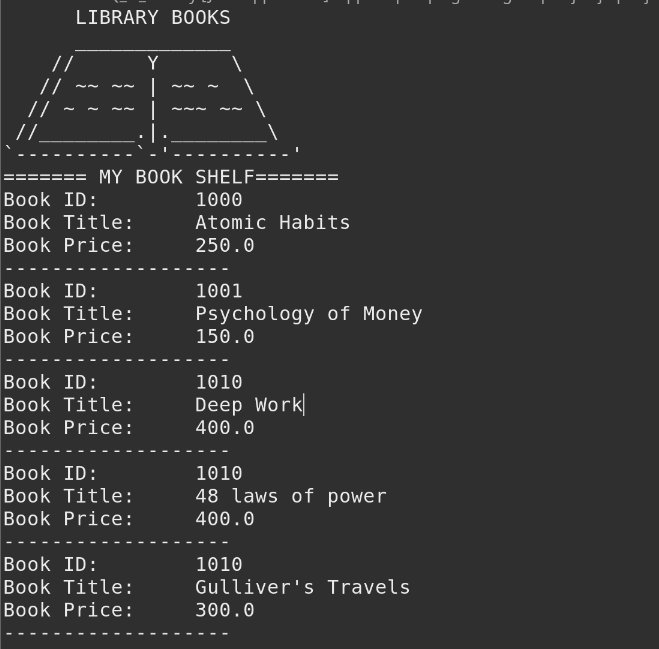 LIBRARY BOOKS
      _____________
    //      Y      \
   // ~~ ~~ | ~~ ~  \
  // ~ ~ ~~ | ~~~ ~~ \
 //________.|.________\
`----------`-'----------'
======= MY BOOK SHELF=======
Book ID:        1000
Book Title:     Atomic Habits
Book Price:     250.0
-------------------
Book ID:        1001
Book Title:     Psychology of Money
Book Price:     150.0
-------------------
Book ID:        1010
Book Title:     Deep Work
Book Price:     400.0
-------------------
Book ID:        1010
Book Title:     48 laws of power
Book Price:     400.0
-------------------
Book ID:        1010
Book Title:     Gulliver's Travels
Book Price:     300.0
-------------------